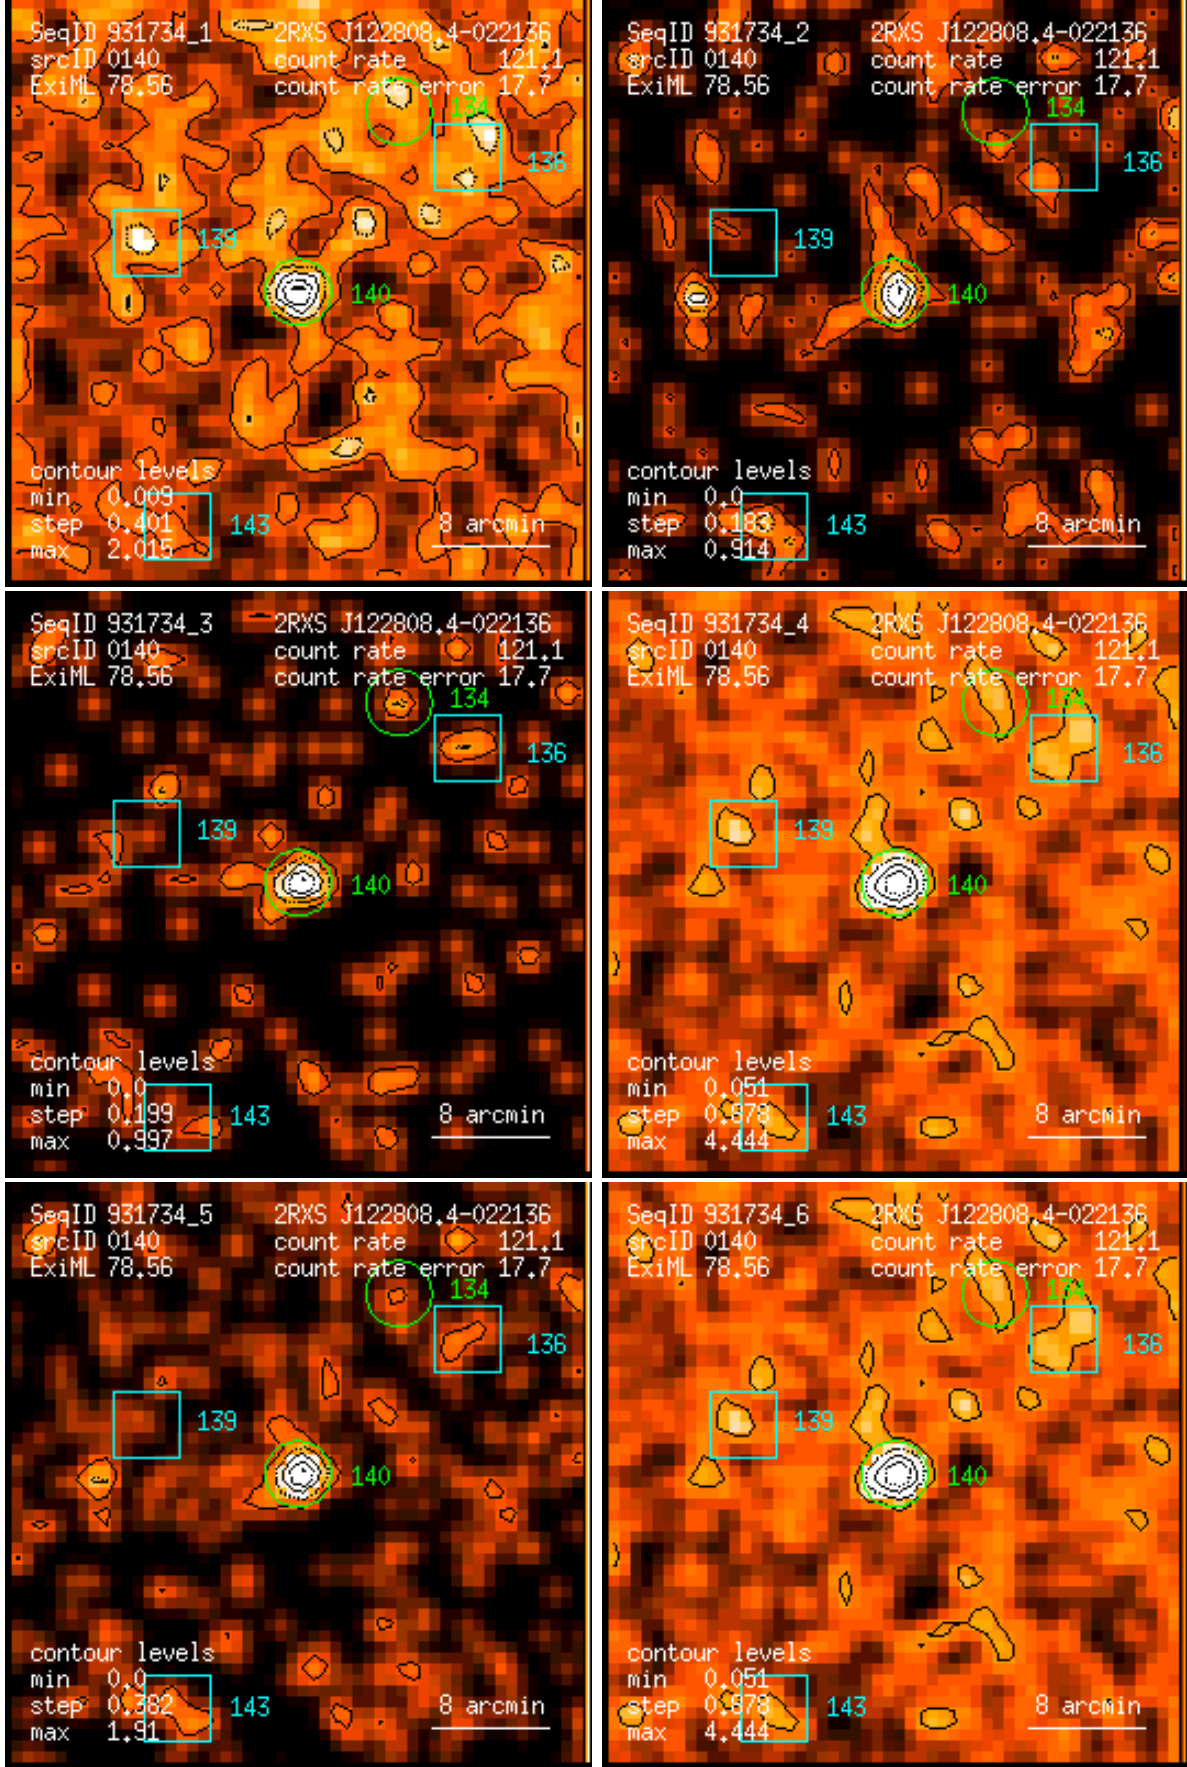 SeqID 931734_1 2RXS J122808.4-022136
srcID 0140 count rate 121.1
ExiML 78.56 count rate error 17.7
134
136
139
140
contour levels
min 0.009
step 0.401
max 2.015
143
8 arcmin
SeqID 931734_2 2RXS J122808.4-022136
srcID 0140 count rate 121.1
ExiML 78.56 count rate error 17.7
134
136
139
140
contour levels
min 0.0
step 0.183
max 0.914
143
8 arcmin
SeqID 931734_3 2RXS J122808.4-022136
srcID 0140 count rate 121.1
ExiML 78.56 count rate error 17.7
134
136
139
140
contour levels
min 0.0
step 0.199
max 0.997
143
8 arcmin
SeqID 931734_4 2RXS J122808.4-022136
srcID 0140 count rate 121.1
ExiML 78.56 count rate error 17.7
134
136
139
140
contour levels
min 0.051
step 0.878
max 4.444
143
8 arcmin
SeqID 931734_5 2RXS J122808.4-022136
srcID 0140 count rate 121.1
ExiML 78.56 count rate error 17.7
134
136
139
140
contour levels
min 0.0
step 0.382
max 1.91
143
8 arcmin
SeqID 931734_6 2RXS J122808.4-022136
srcID 0140 count rate 121.1
ExiML 78.56 count rate error 17.7
134
136
139
140
contour levels
min 0.051
step 0.878
max 4.444
143
8 arcmin